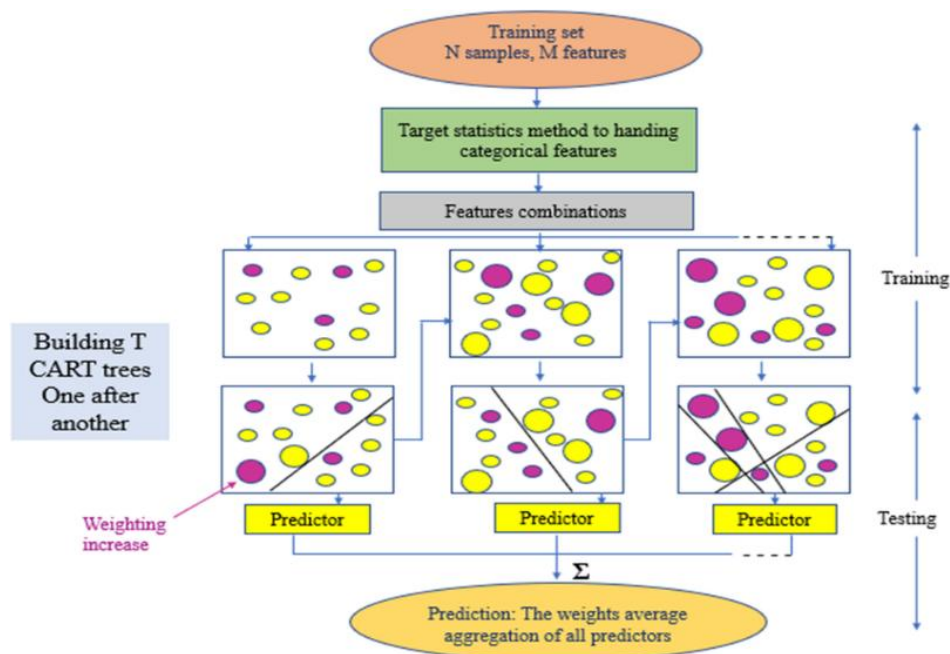 Training set
N samples, M features
Target statistics method to handing
categorical features
Features combinations
Training
Building T
CART trees
One after
another
Weighting
increase
Predictor
Predictor
Predictor
Testing
Σ
Prediction: The weights average
aggregation of all predictors